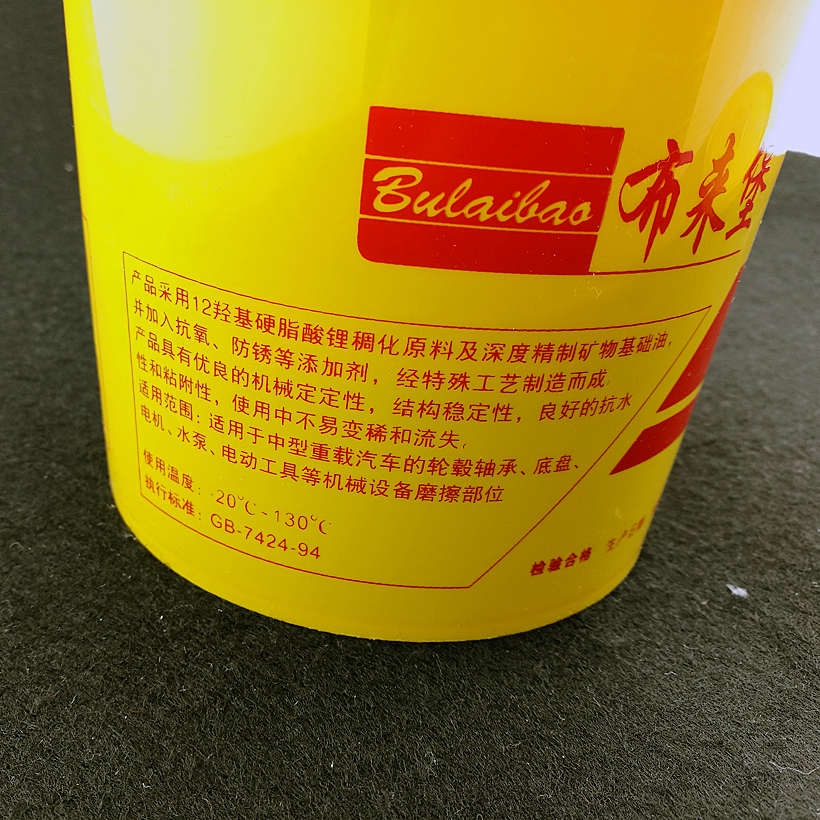 Bulaibao
布来堡
产品采用12羟基硬脂酸锂稠化原料及深度精制矿物基础油，
并加入抗氧、防锈等添加剂，经特殊工艺制造而成，
产品具有优良的机械定定性，结构稳定性，良好的抗水
性和粘附性，使用中不易变稀和流失，
适用范围：适用于中型重载汽车的轮毂轴承、底盘、
电机、水泵、电动工具等机械设备磨擦部位
使用温度：-20℃-130℃
执行标准：GB-7424-94
检验合格
生产日期